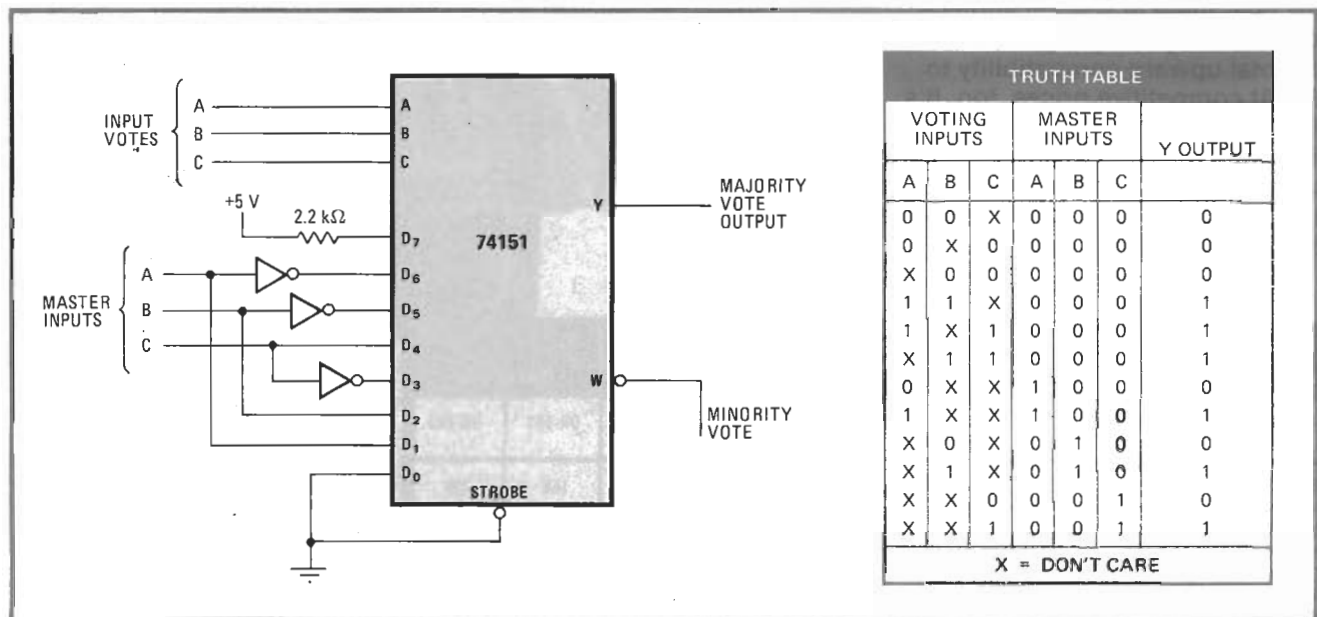 INPUT VOTES
A
B
C
+5 V
2.2 kΩ
MASTER INPUTS
A
B
C
A
B
C
D7
D6
D5
D4
D3
D2
D1
D0
74151
STROBE
Y
W
MAJORITY VOTE OUTPUT
MINORITY VOTE
TRUTH TABLE
VOTING INPUTS MASTER INPUTS Y OUTPUT
A B C A B C
0 0 X 0 0 0 0
0 X 0 0 0 0 0
X 0 0 0 0 0 0
1 1 X 0 0 0 1
1 X 1 0 0 0 1
X 1 1 0 0 0 1
0 X X 1 0 0 0
1 X X 1 0 0 1
X 0 X 0 1 0 0
X 1 X 0 1 0 1
X X 0 0 0 1 0
X X 1 0 0 1 1
X = DON'T CARE